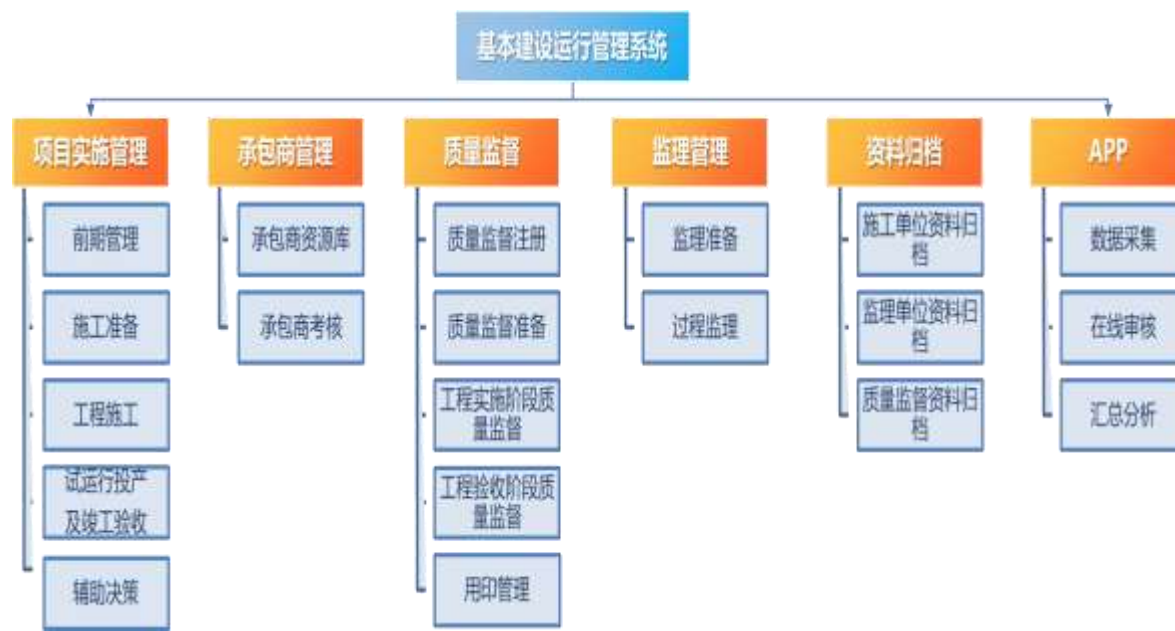 基本建设运行管理系统
项目实施管理
承包商管理
质量监督
监理管理
资料归档
APP
前期管理
施工准备
工程施工
试运行投产
及竣工验收
辅助决策
承包商资源库
承包商考核
质量监督注册
质量监督准备
工程实施阶段质
量监督
工程验收阶段质
量监督
用印管理
监理准备
过程监理
施工单位资料归
档
监理单位资料归
档
质量监督资料归
档
数据采集
在线审核
汇总分析